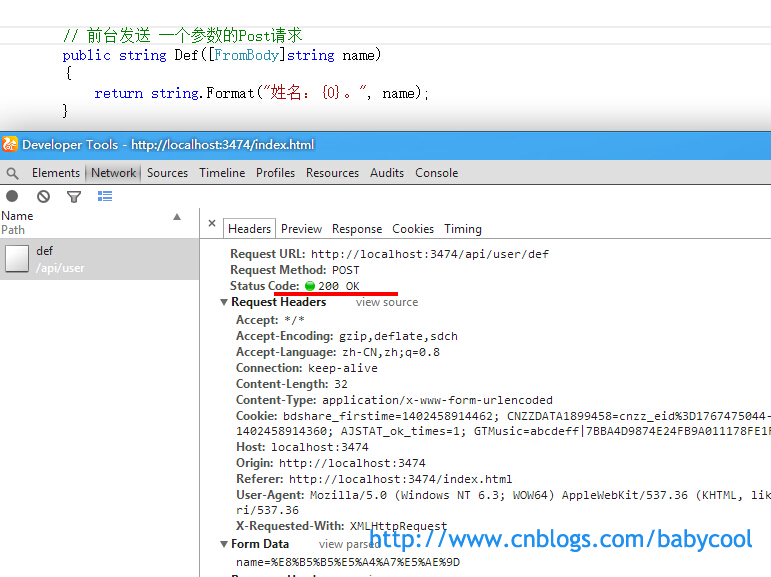 // 前台发送 一个参数的Post请求
public string Def([FromBody]string name)
{
return string.Format("姓名：{0}。", name);
}
Developer Tools - http://localhost:3474/index.html
Elements Network Sources Timeline Profiles Resources Audits Console
Name
Path
def
/api/user
× Headers Preview Response Cookies Timing
Request URL: http://localhost:3474/api/user/def
Request Method: POST
Status Code: 200 OK
Request Headers view source
Accept: */*
Accept-Encoding: gzip,deflate,sdch
Accept-Language: zh-CN,zh;q=0.8
Connection: keep-alive
Content-Length: 32
Content-Type: application/x-www-form-urlencoded
Cookie: bdshare_firstime=1402458914462; CNZZDATA1899458=cnzz_eid%3D1767475044-
1402458914360; AJSTAT_ok_times=1; GTMusic=abcdeff|7BBA4D9874E24FB9A011178FE1F
Host: localhost:3474
Origin: http://localhost:3474
Referer: http://localhost:3474/index.html
User-Agent: Mozilla/5.0 (Windows NT 6.3; WOW64) AppleWebKit/537.36 (KHTML, lik
ri/537.36
X-Requested-With: XMLHttpRequest
Form Data view parsed
http://www.cnblogs.com/babycool
name=%E8%B5%B5%E5%A4%A7%E5%AE%9D